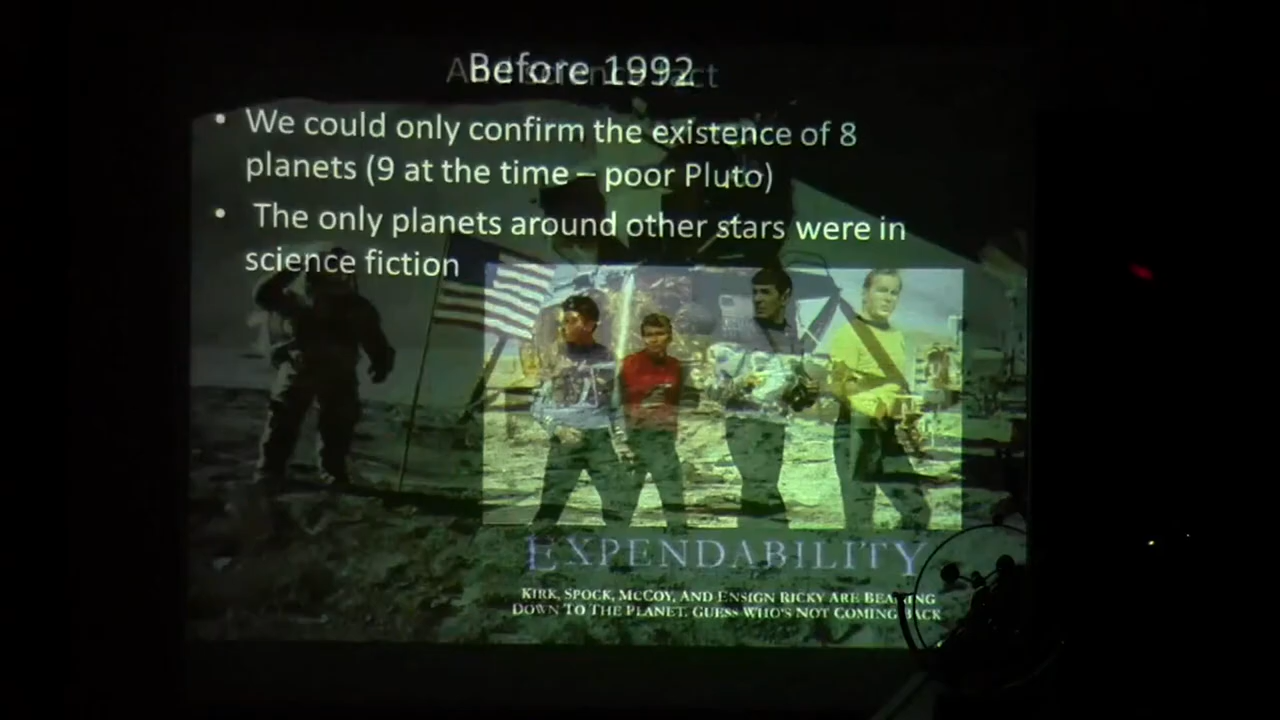 Before 1992
• We could only confirm the existence of 8
planets (9 at the time – poor Pluto)
• The only planets around other stars were in
science fiction
EXPENDABILITY
KIRK, SPOCK, MCCOY, AND ENSIGN RICKY ARE BEAMING
DOWN TO THE PLANET. GUESS WHO'S NOT COMING BACK